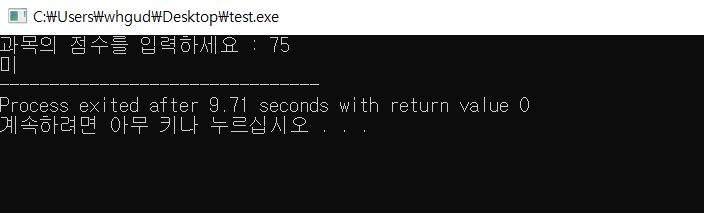 C:₩Users₩whgud₩Desktop₩test.exe
과목의 점수를 입력하세요 : 75
미
--------------------------------
Process exited after 9.71 seconds with return value 0
계속하려면 아무 키나 누르십시오 . . .